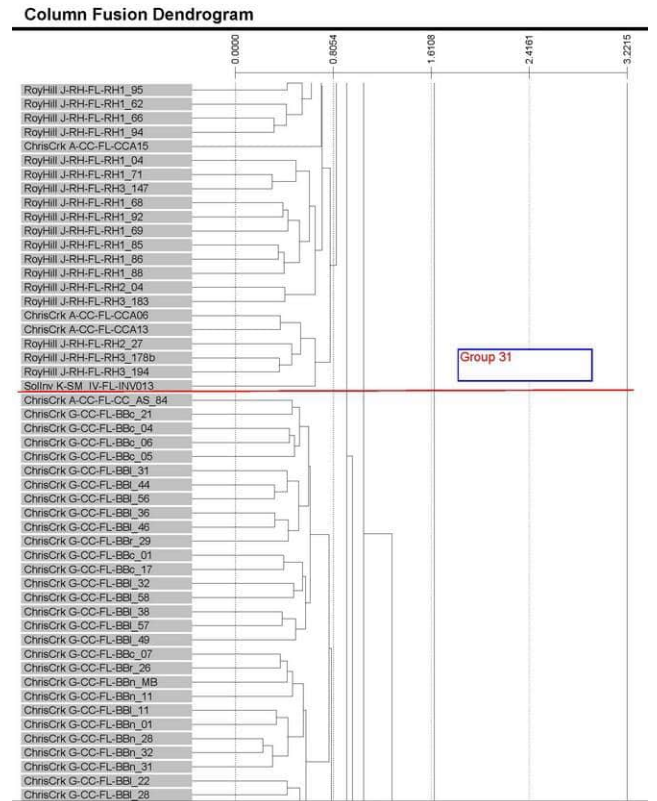 Column Fusion Dendrogram
0.0000 0.8054 1.6108 2.4161 3.2215
RoyHill J-RH-FL-RH1_95
RoyHill J-RH-FL-RH1_62
RoyHill J-RH-FL-RH1_66
RoyHill J-RH-FL-RH1_94
ChrisCrk A-CC-FL-CCA15
RoyHill J-RH-FL-RH1_04
RoyHill J-RH-FL-RH1_71
RoyHill J-RH-FL-RH3_147
RoyHill J-RH-FL-RH1_68
RoyHill J-RH-FL-RH1_92
RoyHill J-RH-FL-RH1_69
RoyHill J-RH-FL-RH1_85
RoyHill J-RH-FL-RH1_86
RoyHill J-RH-FL-RH1_88
RoyHill J-RH-FL-RH2_04
RoyHill J-RH-FL-RH3_183
ChrisCrk A-CC-FL-CCA06
ChrisCrk A-CC-FL-CCA13
RoyHill J-RH-FL-RH2_27
RoyHill J-RH-FL-RH3_178b
RoyHill J-RH-FL-RH3_194
Group 31
SolInv K-SM_IV-FL-INV013
ChrisCrk A-CC-FL-CC_AS_84
ChrisCrk G-CC-FL-BBc_21
ChrisCrk G-CC-FL-BBc_04
ChrisCrk G-CC-FL-BBc_06
ChrisCrk G-CC-FL-BBc_05
ChrisCrk G-CC-FL-BBl_31
ChrisCrk G-CC-FL-BBl_44
ChrisCrk G-CC-FL-BBl_56
ChrisCrk G-CC-FL-BBl_36
ChrisCrk G-CC-FL-BBl_46
ChrisCrk G-CC-FL-BBr_29
ChrisCrk G-CC-FL-BBc_01
ChrisCrk G-CC-FL-BBc_17
ChrisCrk G-CC-FL-BBl_32
ChrisCrk G-CC-FL-BBl_58
ChrisCrk G-CC-FL-BBl_38
ChrisCrk G-CC-FL-BBl_57
ChrisCrk G-CC-FL-BBl_49
ChrisCrk G-CC-FL-BBc_07
ChrisCrk G-CC-FL-BBr_26
ChrisCrk G-CC-FL-BBn_MB
ChrisCrk G-CC-FL-BBn_11
ChrisCrk G-CC-FL-BBl_11
ChrisCrk G-CC-FL-BBn_01
ChrisCrk G-CC-FL-BBn_28
ChrisCrk G-CC-FL-BBn_32
ChrisCrk G-CC-FL-BBn_31
ChrisCrk G-CC-FL-BBl_22
ChrisCrk G-CC-FL-BBl_28